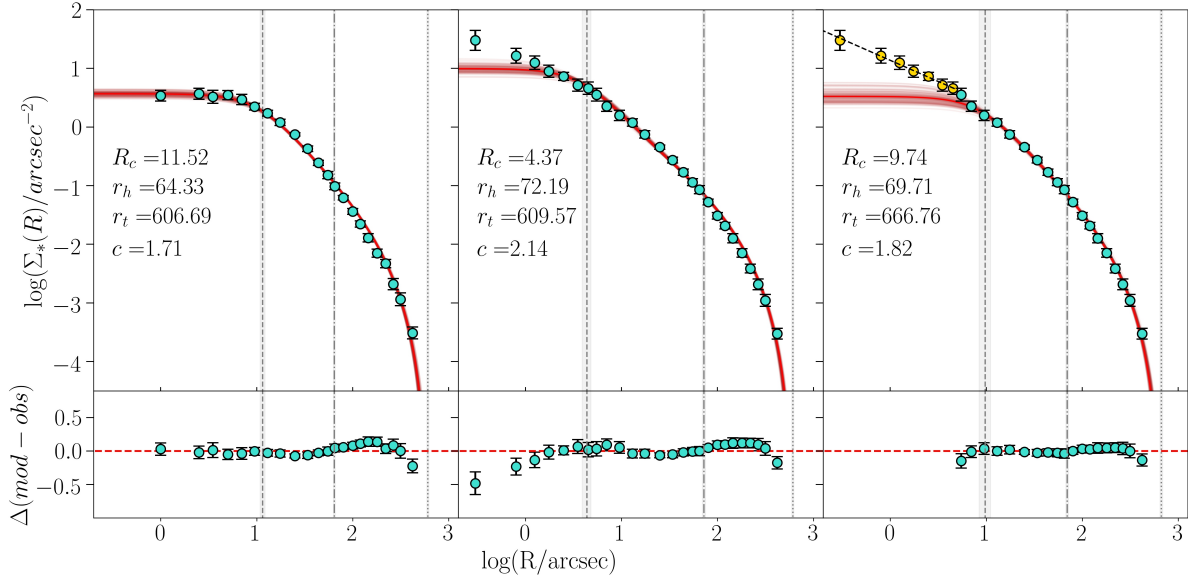 2
1
0
−1
−2
−3
−4
log(Σ_*(R)/arcsec^{−2})
R_c =11.52
r_h =64.33
r_t =606.69
c =1.71
R_c =4.37
r_h =72.19
r_t =609.57
c =2.14
R_c =9.74
r_h =69.71
r_t =666.76
c =1.82
0.5
0.0
−0.5
Δ(mod − obs)
0 1 2 3
0 1 2 3
0 1 2 3
log(R/arcsec)